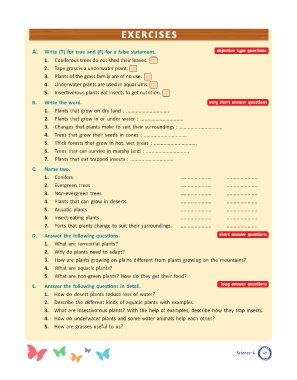 EXERCISES
A. Write (T) for true and (F) for a false statement. objective type questions
1. Coniferous trees do not shed their leaves.
2. Tape grass is a underwater plant.
3. Plants of the grass family are of no use.
4. Underwater plants are used in aquariums.
5. Insectivorous plants eat insects to get nutrition.
B. Write the word. very short answer questions
1. Plants that grow on dry land : ..............................
2. Plants that grow in or under water : ..............................
3. Changes that plants make to suit their surroundings : ..............................
4. Trees that grow their seeds in cones : ..............................
5. Thick forests that grow in hot, wet areas : ..............................
6. Trees that can survive in marshy land : ..............................
7. Plants that eat trapped insects : ..............................
C. Name two.
1. Conifers .................... ....................
2. Evergreen trees .................... ....................
3. Non-evergreen trees .................... ....................
4. Plants that can grow in deserts .................... ....................
5. Aquatic plants .................... ....................
6. Insect-eating plants .................... ....................
7. Parts that plants change to suit their surroundings. .................... ....................
D. Answer the following questions. short answer questions
1. What are terrestrial plants?
2. Why do plants need to adapt?
3. How are plants growing on plains different from plants growing on the mountains?
4. What are aquatic plants?
5. What are non-green plants? How do they get their food?
E. Answer the following questions in detail. long answer questions
1. How do desert plants reduce loss of water?
2. Describe the different kinds of aquatic plants with examples.
3. What are insectivorous plants? With the help of examples, describe how they trap insects.
4. How do underwater plants and some water animals help each other?
5. How are grasses useful to us?
Science-4